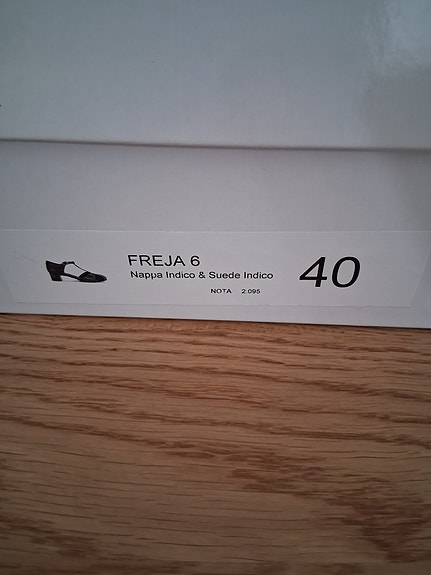 FREJA 6
Nappa Indico & Suede Indico
40
NOTA 2.095